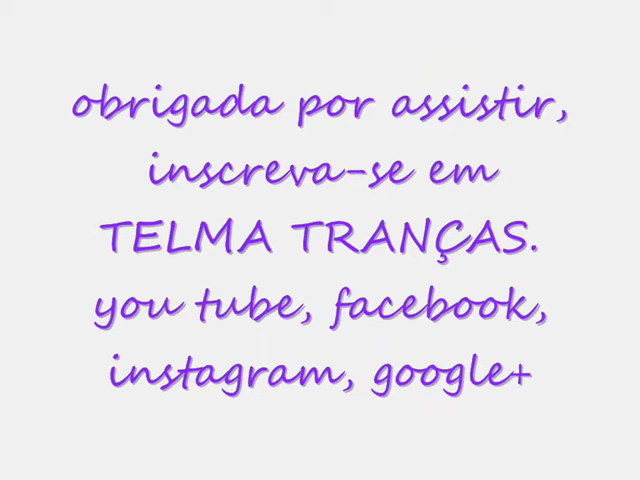 obrigada por assistir,
inscreva-se em
TELMA TRANÇAS.
you tube, facebook,
instagram, google+